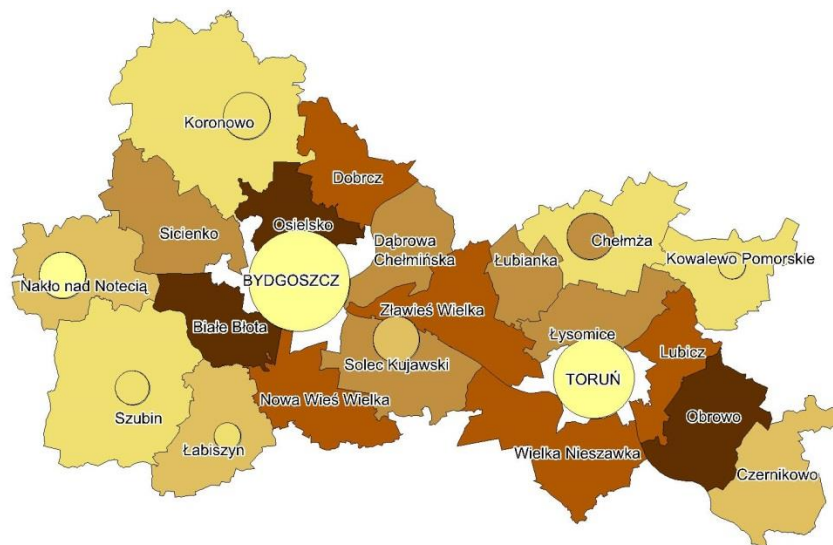 Koronowo
Dobrcz
Osielsko
Sicienko
Dąbrowa
Chełmińska
Chełmża
Łubianka
Kowalewo Pomorskie
BYDGOSZCZ
Nakło nad Notecią
Zławieś Wielka
Białe Błota
Łysomice
Lubicz
Solec Kujawski
TORUŃ
Nowa Wieś Wielka
Szubin
Obrowo
Łabiszyn
Wielka Nieszawka
Czernikowo